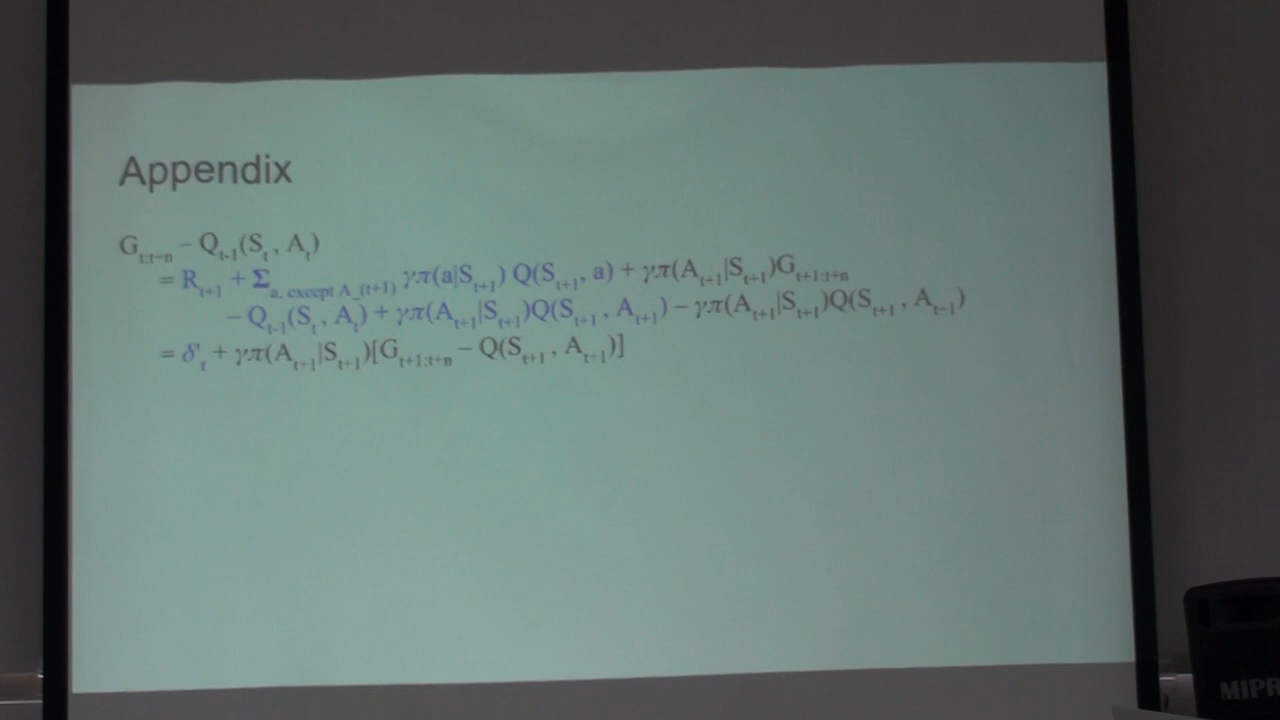 Appendix
G_{t:t+n} − Q_{t-1}(S_t, A_t)
= R_{t+1} + Σ_{a, except A_(t+1)} γπ(a|S_{t+1}) Q(S_{t+1}, a) + γπ(A_{t+1}|S_{t+1})G_{t+1:t+n}
− Q_{t-1}(S_t, A_t) + γπ(A_{t+1}|S_{t+1})Q(S_{t+1}, A_{t+1}) − γπ(A_{t+1}|S_{t+1})Q(S_{t+1}, A_{t+1})
= δ'_t + γπ(A_{t+1}|S_{t+1})[G_{t+1:t+n} − Q(S_{t+1}, A_{t+1})]